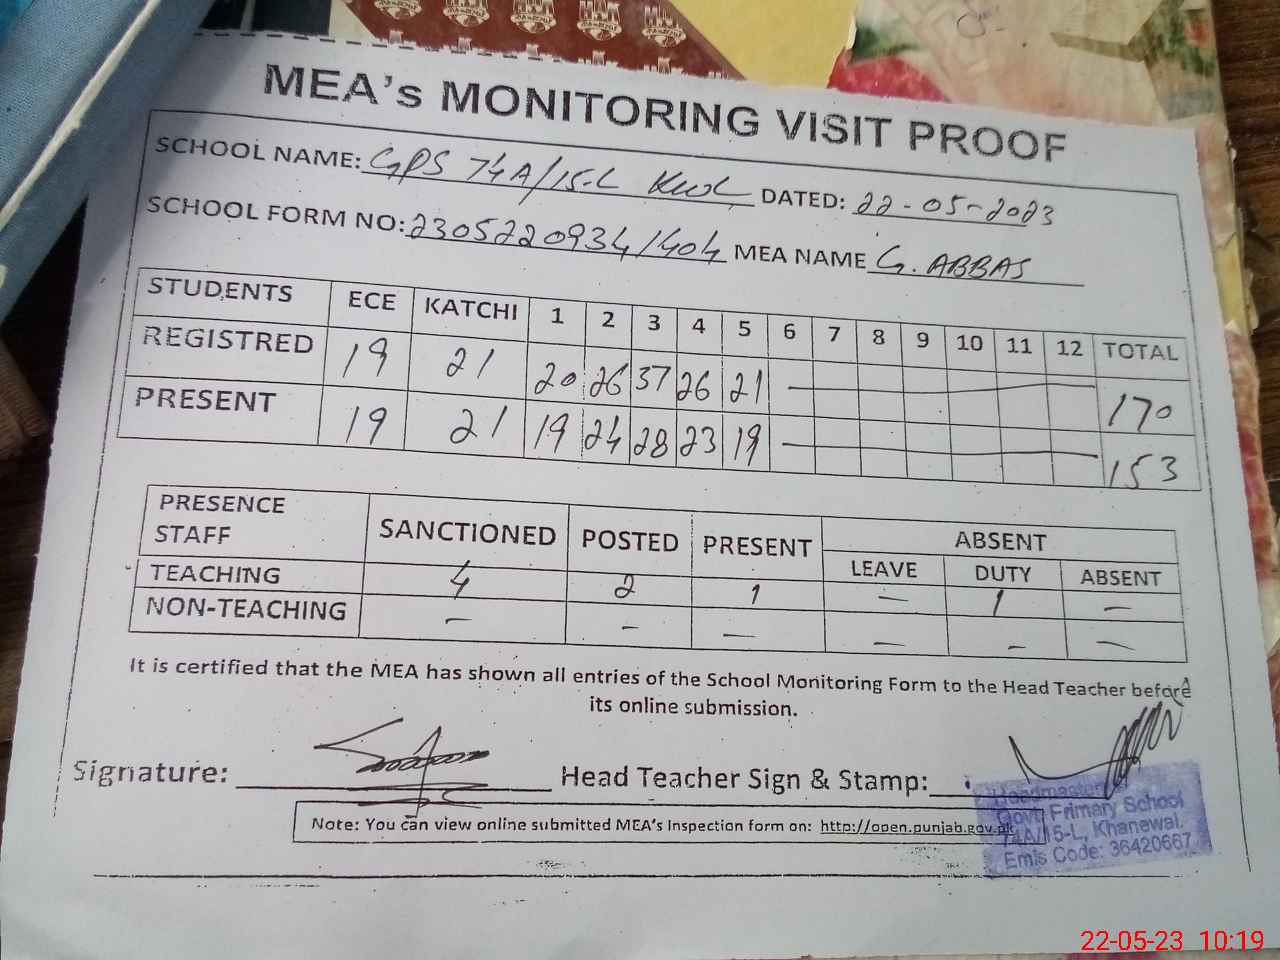 MEA's MONITORING VISIT PROOF
SCHOOL NAME: GPS 74A/15-L KWL DATED: 22-05-2023
SCHOOL FORM NO: 2305220934/404 MEA NAME G. ABBAS
STUDENTS ECE KATCHI 1 2 3 4 5 6 7 8 9 10 11 12 TOTAL
REGISTRED 19 21 20 26 37 26 21 — 170
PRESENT 19 21 19 24 28 23 19 — 153
PRESENCE STAFF SANCTIONED POSTED PRESENT ABSENT
LEAVE DUTY ABSENT
TEACHING 4 2 1 — 1 —
NON-TEACHING — — — — — —
It is certified that the MEA has shown all entries of the School Monitoring Form to the Head Teacher before
its online submission.
Signature: Head Teacher Sign & Stamp:
Headmaster
Govt Primary School
74A/15-L, Khanewal.
Emis Code: 36420667
Note: You can view online submitted MEA's Inspection form on: http://open.punjab.gov.pk
22-05-23 10:19